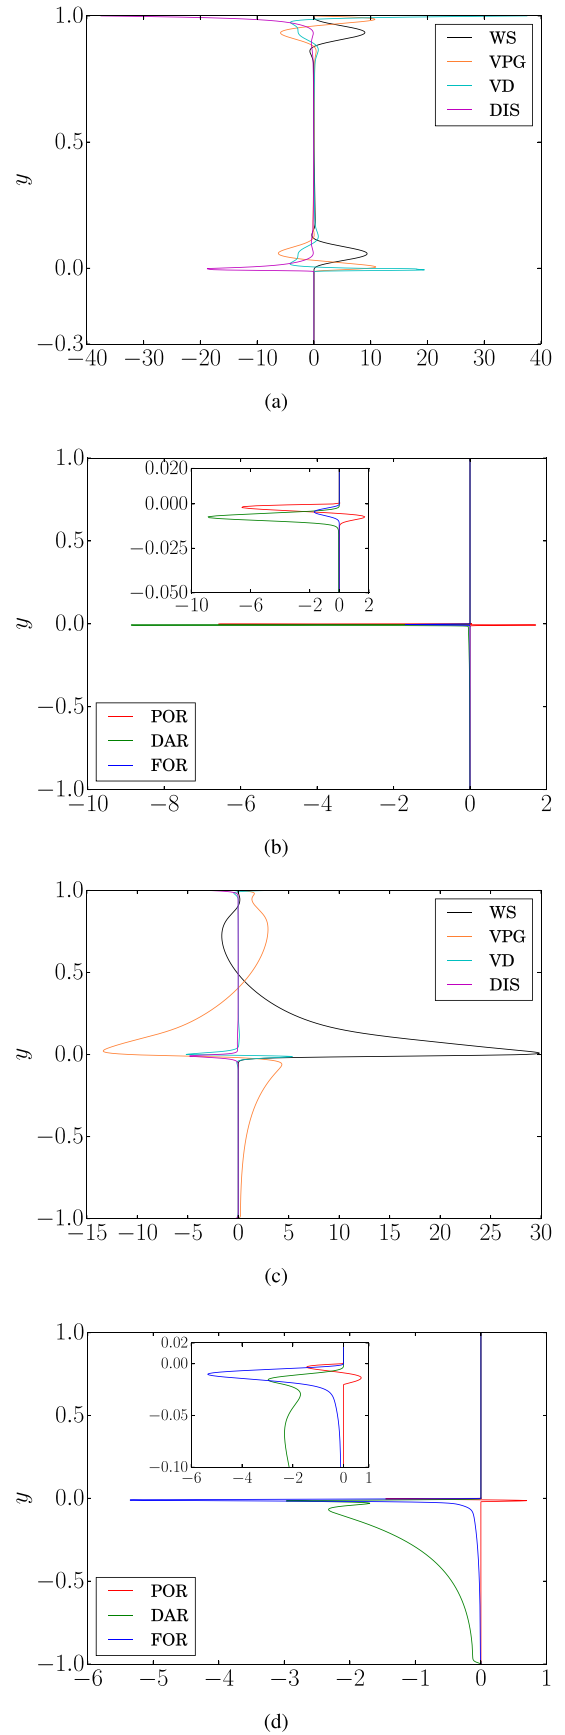 1.0
WS
VPG
VD
DIS
0.5
y
0.0
−0.3
−40 −30 −20 −10 0 10 20 30 40
(a)
1.0
0.020
0.000
−0.025
−0.050
−10 −6 −2 0 2
0.5
y
0.0
−0.5
POR
DAR
FOR
−1.0
−10 −8 −6 −4 −2 0 2
(b)
1.0
WS
VPG
VD
DIS
0.5
y
0.0
−0.5
−1.0
−15 −10 −5 0 5 10 15 20 25 30
(c)
1.0
0.02
0.00
−0.05
−0.10
−6 −4 −2 0 1
0.5
y
0.0
−0.5
POR
DAR
FOR
−1.0
−6 −5 −4 −3 −2 −1 0 1
(d)